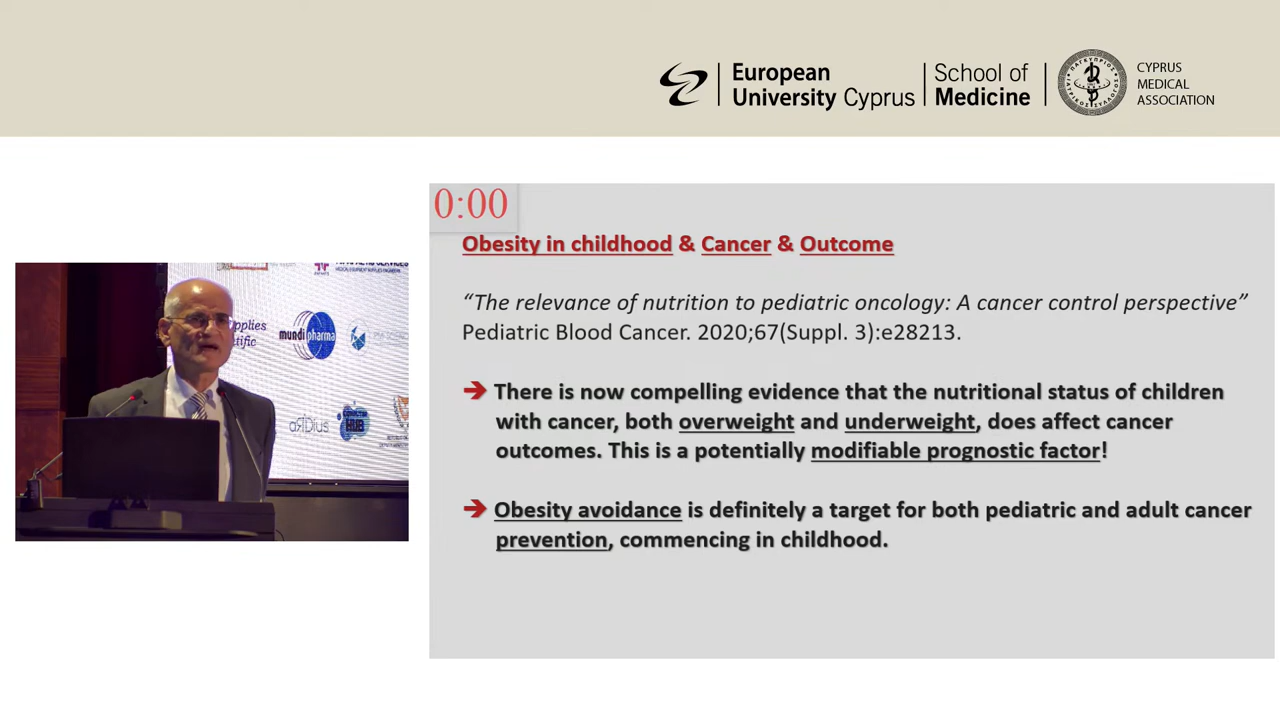 European
University Cyprus
School of
Medicine
CYPRUS
MEDICAL
ASSOCIATION
0:00
Obesity in childhood & Cancer & Outcome
“The relevance of nutrition to pediatric oncology: A cancer control perspective”
Pediatric Blood Cancer. 2020;67(Suppl. 3):e28213.
➔ There is now compelling evidence that the nutritional status of children
with cancer, both overweight and underweight, does affect cancer
outcomes. This is a potentially modifiable prognostic factor!
➔ Obesity avoidance is definitely a target for both pediatric and adult cancer
prevention, commencing in childhood.
mundipharma
aRiDius
HUB